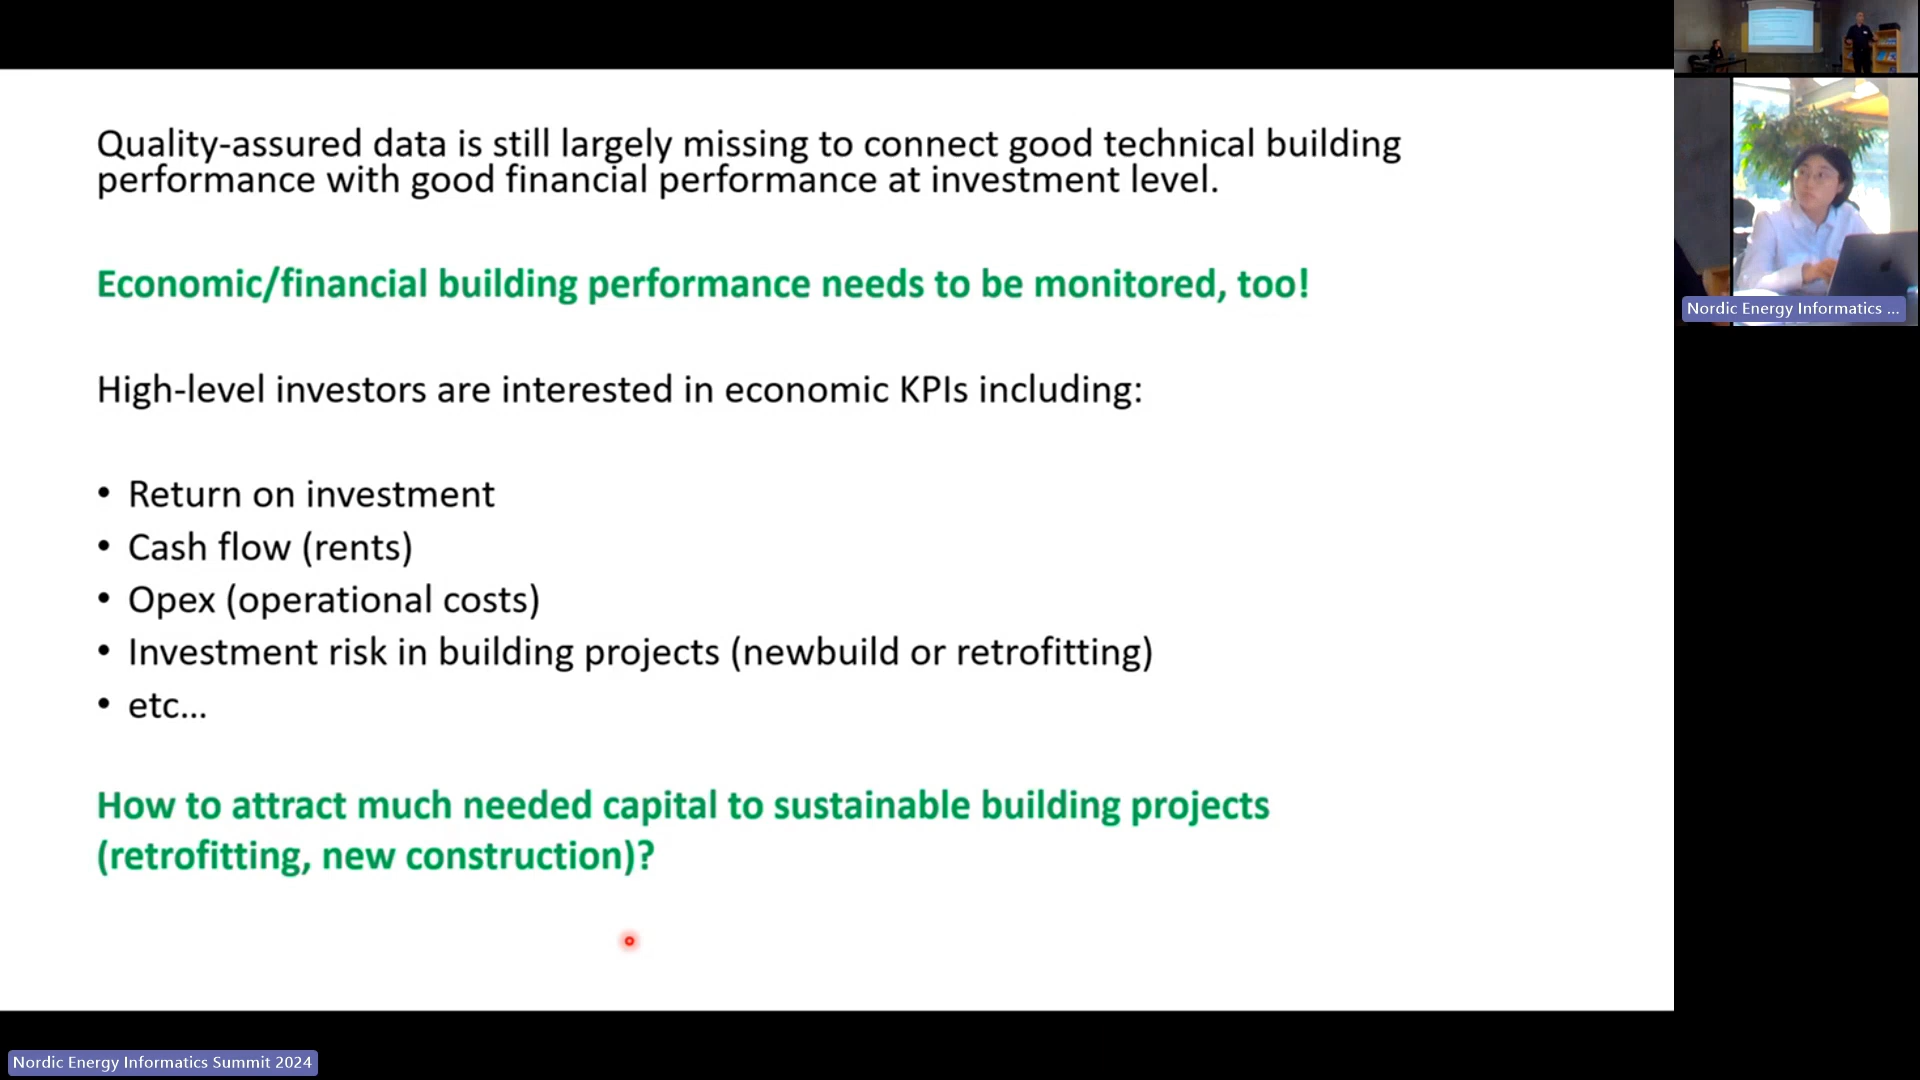 Quality-assured data is still largely missing to connect good technical building
performance with good financial performance at investment level.
Economic/financial building performance needs to be monitored, too!
High-level investors are interested in economic KPIs including:
• Return on investment
• Cash flow (rents)
• Opex (operational costs)
• Investment risk in building projects (newbuild or retrofitting)
• etc...
How to attract much needed capital to sustainable building projects
(retrofitting, new construction)?
Nordic Energy Informatics ...
Nordic Energy Informatics Summit 2024